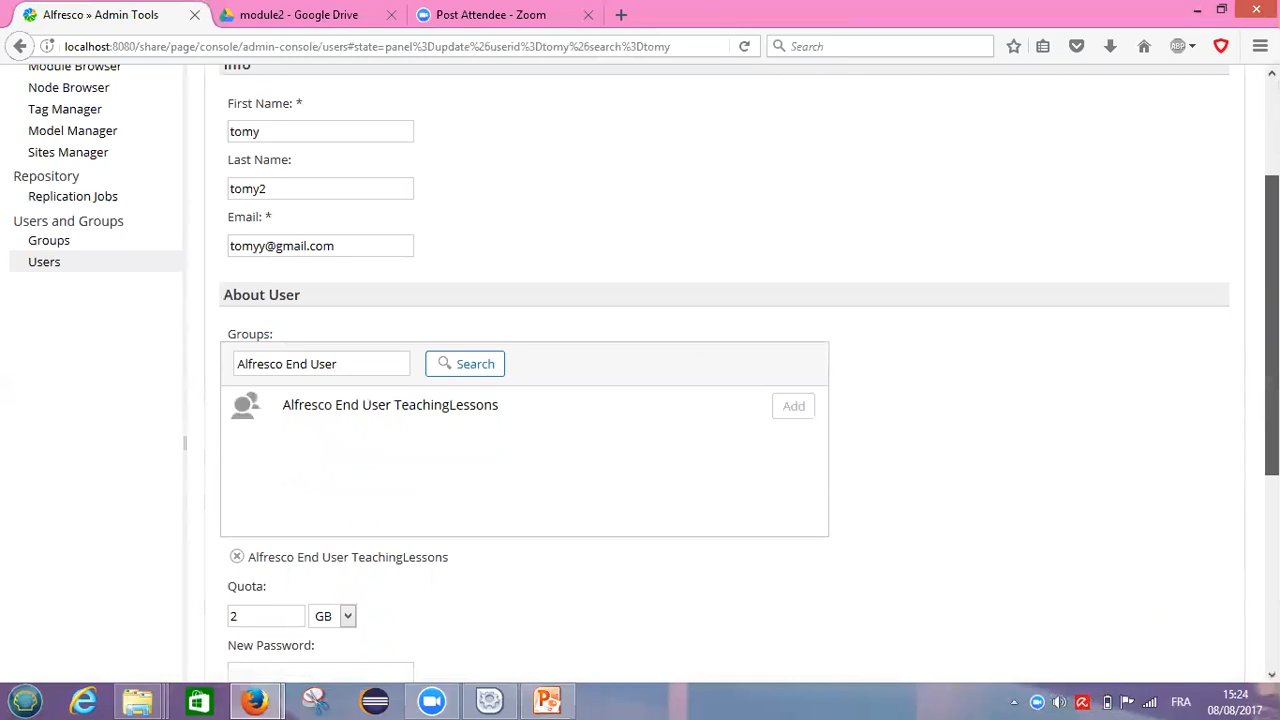 Alfresco » Admin Tools
module2 - Google Drive
Post Attendee - Zoom
localhost:8080/share/page/console/admin-console/users#state=panel%3Dupdate%26userid%3Dtomy%26search%3Dtomy
Search
ABP
Module Browser
Node Browser
Tag Manager
Model Manager
Sites Manager
Repository
Replication Jobs
Users and Groups
Groups
Users
Info
First Name: *
tomy
Last Name:
tomy2
Email: *
tomyy@gmail.com
About User
Groups:
Alfresco End User
Search
Alfresco End User TeachingLessons
Add
Alfresco End User TeachingLessons
Quota:
2
GB
New Password:
FRA
15:24
08/08/2017